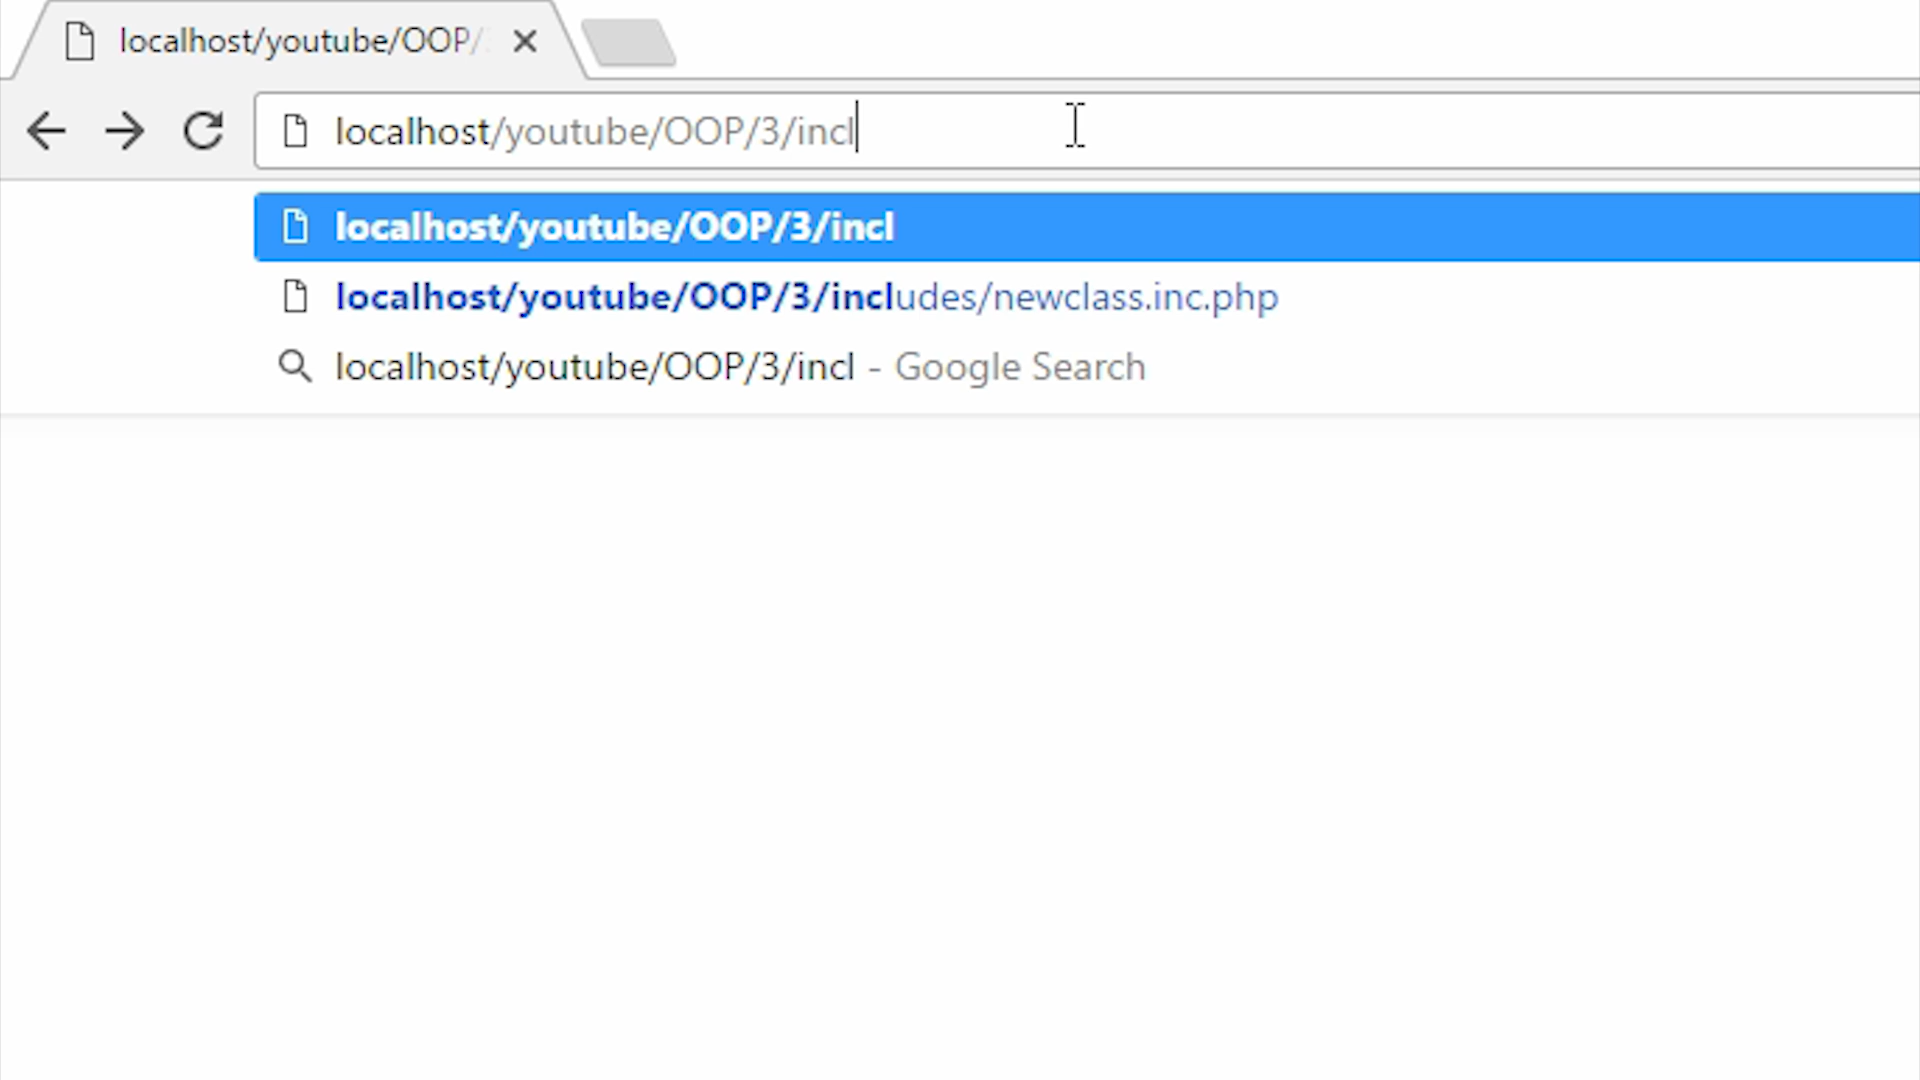 localhost/youtube/OOP/
localhost/youtube/OOP/3/incl
localhost/youtube/OOP/3/incl
localhost/youtube/OOP/3/includes/newclass.inc.php
localhost/youtube/OOP/3/incl - Google Search